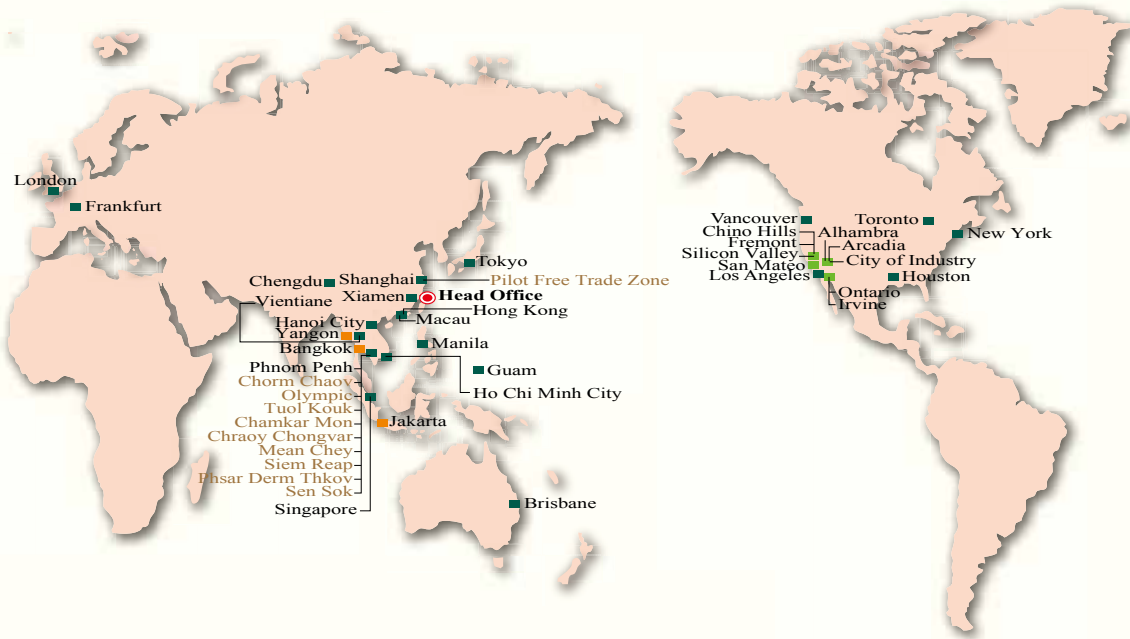 London
Frankfurt
Tokyo
Chengdu
Shanghai
Pilot Free Trade Zone
Xiamen
Head Office
Vientiane
Hong Kong
Hanoi City
Macau
Yangon
Bangkok
Manila
Phnom Penh
Guam
Chorm Chaov
Olympic
Ho Chi Minh City
Tuol Kouk
Chamkar Mon
Jakarta
Chraoy Chongvar
Mean Chey
Siem Reap
Phsar Derm Thkov
Sen Sok
Singapore
Brisbane
Vancouver
Toronto
Chino Hills
Alhambra
New York
Fremont
Arcadia
Silicon Valley
City of Industry
San Mateo
Los Angeles
Houston
Ontario
Irvine